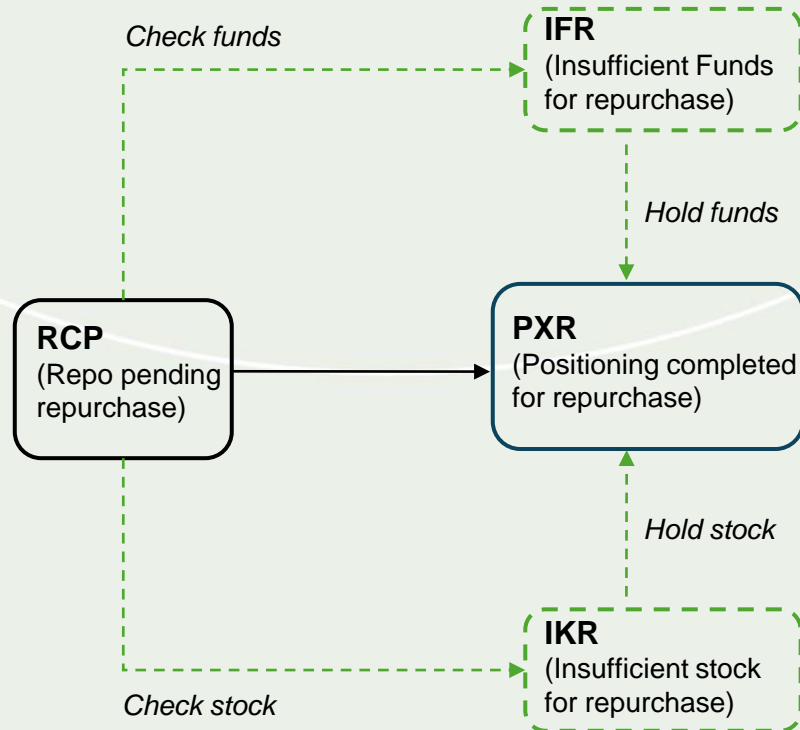 Check funds
IFR
(Insufficient Funds
for repurchase)
Hold funds
RCP
(Repo pending
repurchase)
PXR
(Positioning completed
for repurchase)
Hold stock
IKR
(Insufficient stock
for repurchase)
Check stock